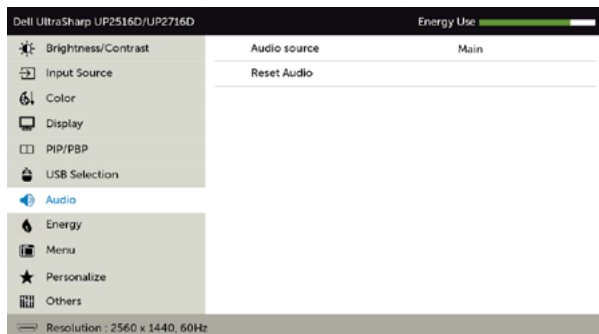 Dell UltraSharp UP2516D/UP2716D Energy Use
Brightness/Contrast Audio source Main
Input Source Reset Audio
Color
Display
PIP/PBP
USB Selection
Audio
Energy
Menu
Personalize
Others
Resolution : 2560 x 1440, 60Hz